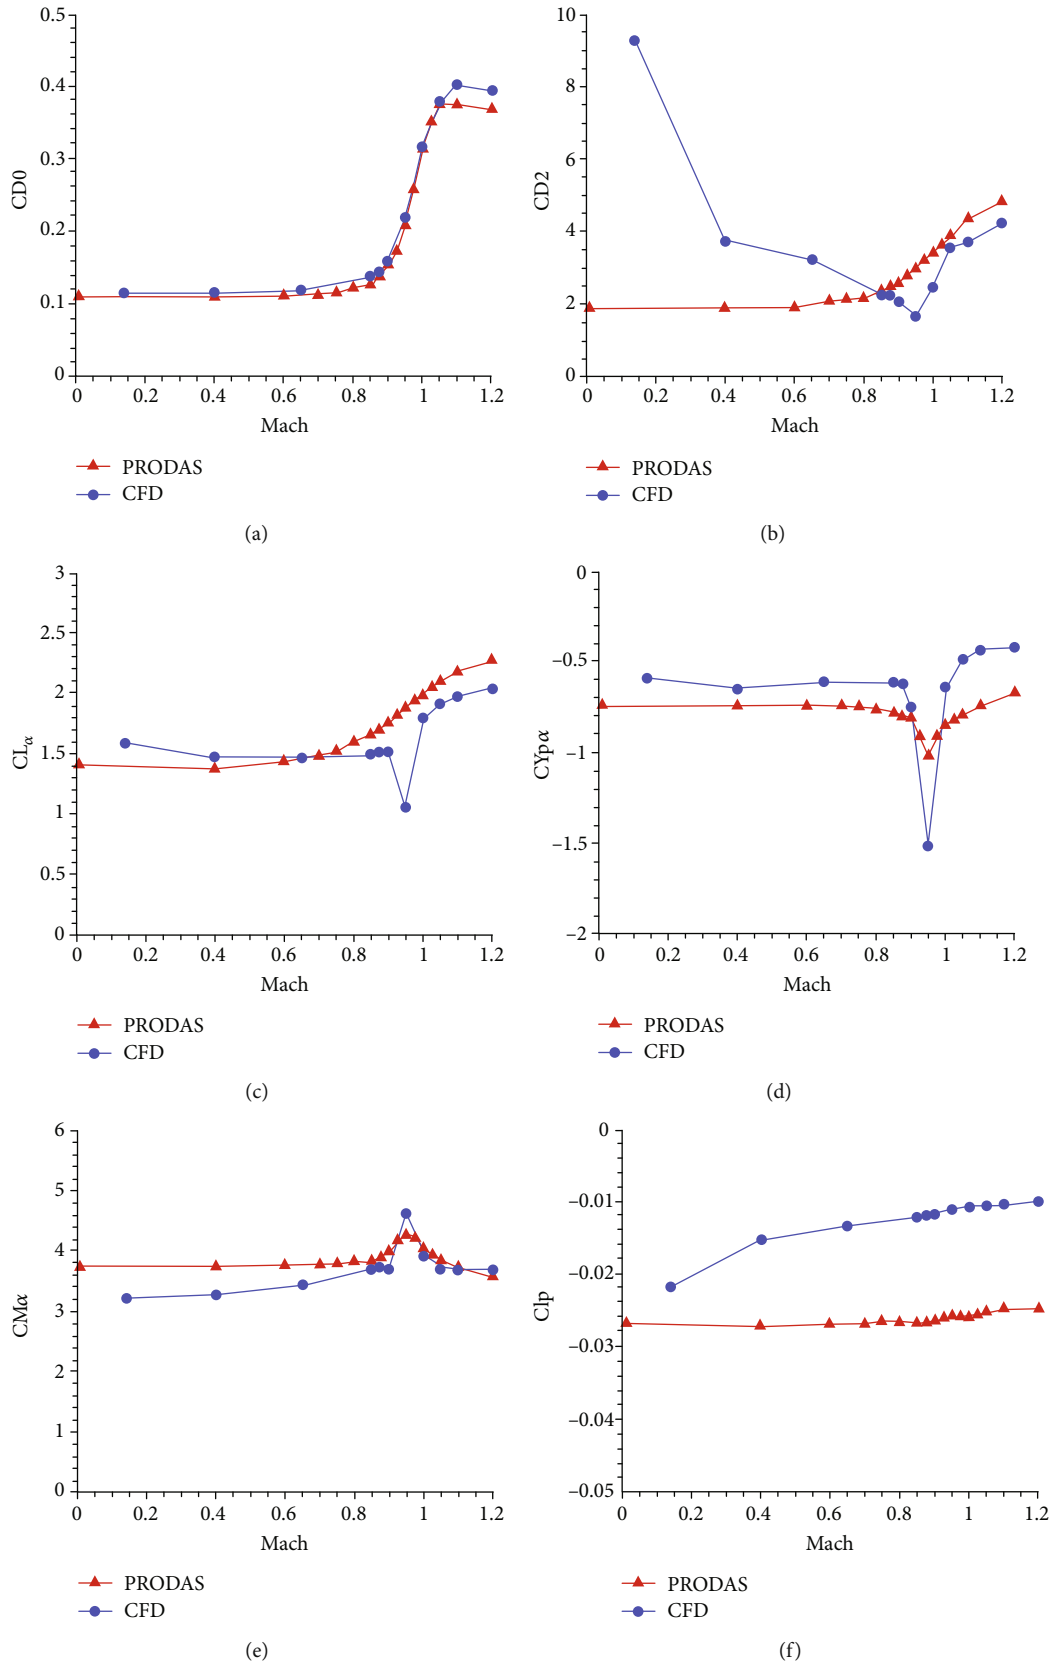 0.5
0.4
0.3
0.2
0.1
0
CD0
0 0.2 0.4 0.6 0.8 1 1.2
Mach
PRODAS
CFD
(a)
10
8
6
4
2
0
CD2
0 0.2 0.4 0.6 0.8 1 1.2
Mach
PRODAS
CFD
(b)
3
2.5
2
1.5
1
0.5
0
CLα
0 0.2 0.4 0.6 0.8 1 1.2
Mach
PRODAS
CFD
(c)
0
−0.5
−1
−1.5
−2
CYpα
0 0.2 0.4 0.6 0.8 1 1.2
Mach
PRODAS
CFD
(d)
6
5
4
3
2
1
0
CMα
0 0.2 0.4 0.6 0.8 1 1.2
Mach
PRODAS
CFD
(e)
0
−0.01
−0.02
−0.03
−0.04
−0.05
Clp
0 0.2 0.4 0.6 0.8 1 1.2
Mach
PRODAS
CFD
(f)